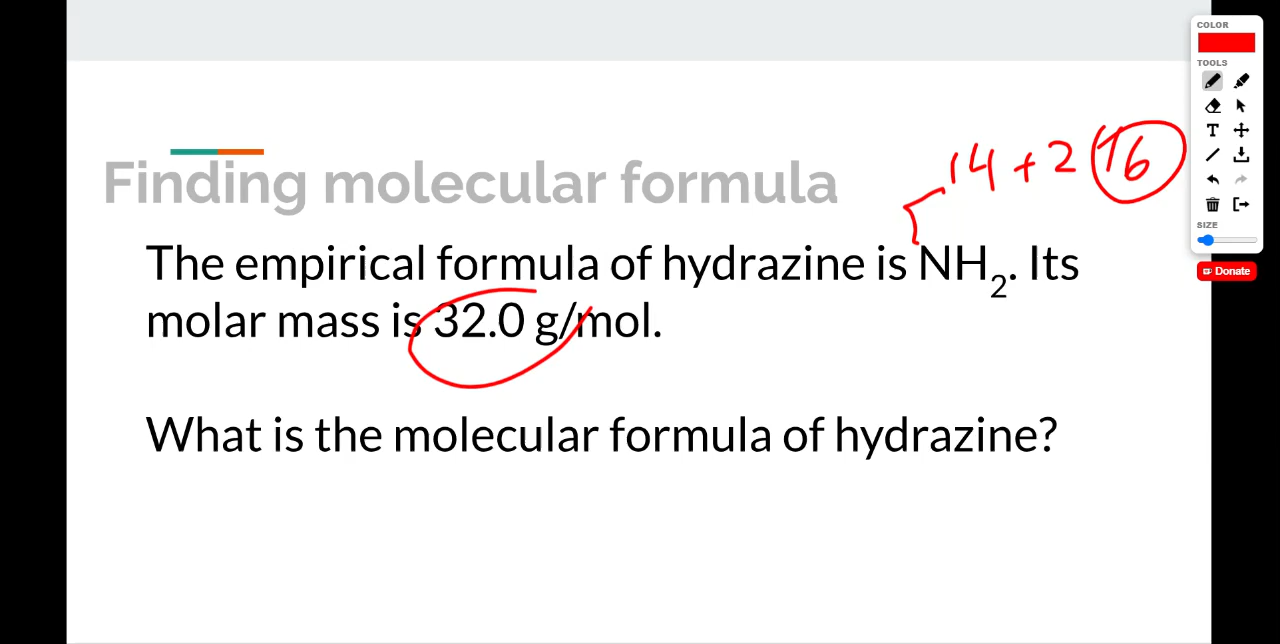 COLOR
TOOLS
SIZE
Donate
14 + 2 16
Finding molecular formula
The empirical formula of hydrazine is NH₂. Its
molar mass is 32.0 g/mol.
What is the molecular formula of hydrazine?